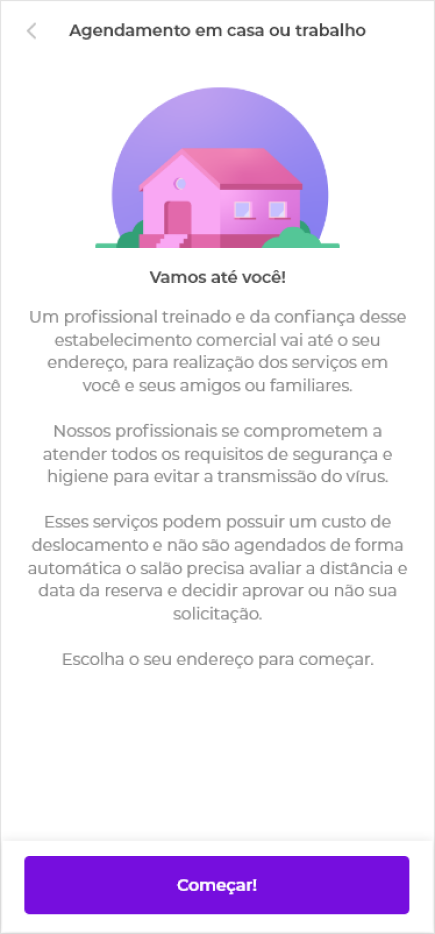 Agendamento em casa ou trabalho
Vamos até você!
Um profissional treinado e da confiança desse
estabelecimento comercial vai até o seu
endereço, para realização dos serviços em
você e seus amigos ou familiares.
Nossos profissionais se comprometem a
atender todos os requisitos de segurança e
higiene para evitar a transmissão do vírus.
Esses serviços podem possuir um custo de
deslocamento e não são agendados de forma
automática o salão precisa avaliar a distância e
data da reserva e decidir aprovar ou não sua
solicitação.
Escolha o seu endereço para começar.
Começar!